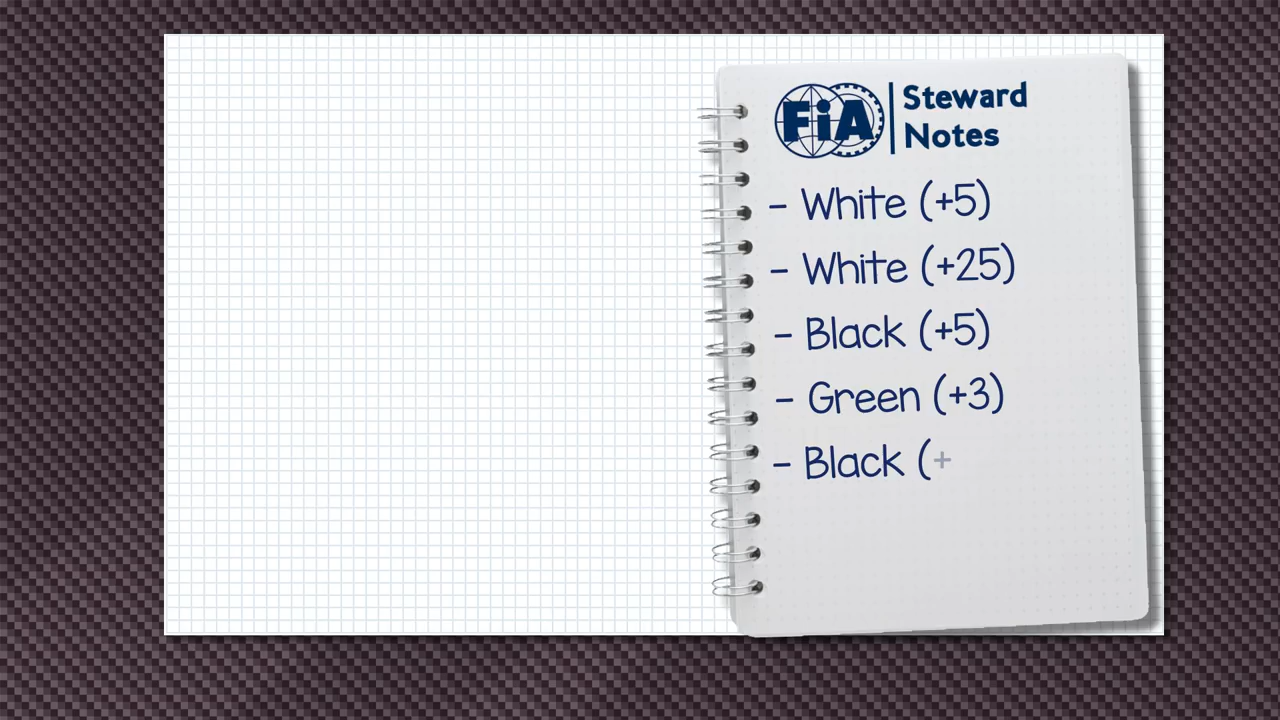 FiA Steward
Notes
- White (+5)
- White (+25)
- Black (+5)
- Green (+3)
- Black (+